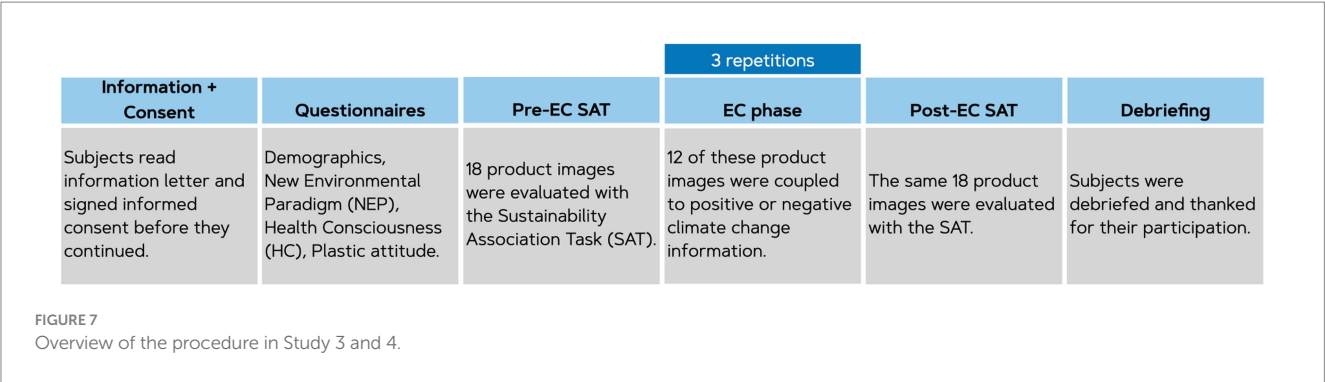 3 repetitions
Information +
Consent
Questionnaires
Pre-EC SAT
EC phase
Post-EC SAT
Debriefing
Subjects read
information letter and
signed informed
consent before they
continued.
Demographics,
New Environmental
Paradigm (NEP),
Health Consciousness
(HC), Plastic attitude.
18 product images
were evaluated with
the Sustainability
Association Task (SAT).
12 of these product
images were coupled
to positive or negative
climate change
information.
The same 18 product
images were evaluated
with the SAT.
Subjects were
debriefed and thanked
for their participation.
FIGURE 7
Overview of the procedure in Study 3 and 4.